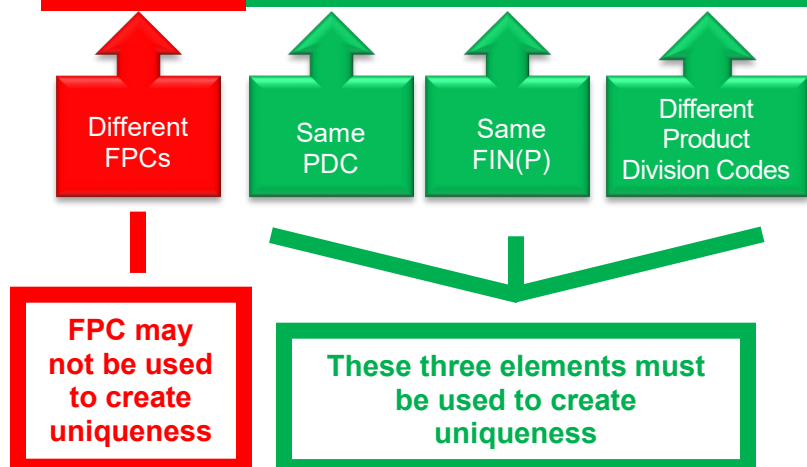 Different
FPCs
Same
PDC
Same
FIN(P)
Different
Product
Division Codes
FPC may
not be used
to create
uniqueness
These three elements must
be used to create
uniqueness